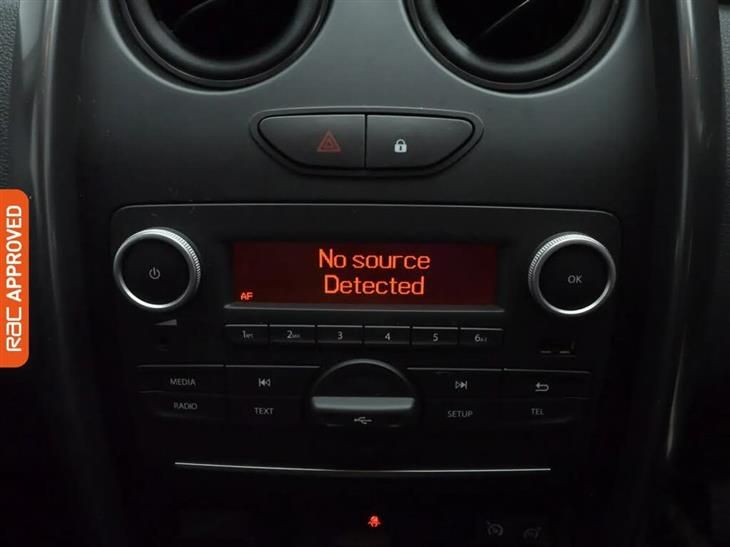 RAC APPROVED
No source
Detected
AF
OK
1 2 3 4 5 6
MEDIA
RADIO TEXT SETUP TEL